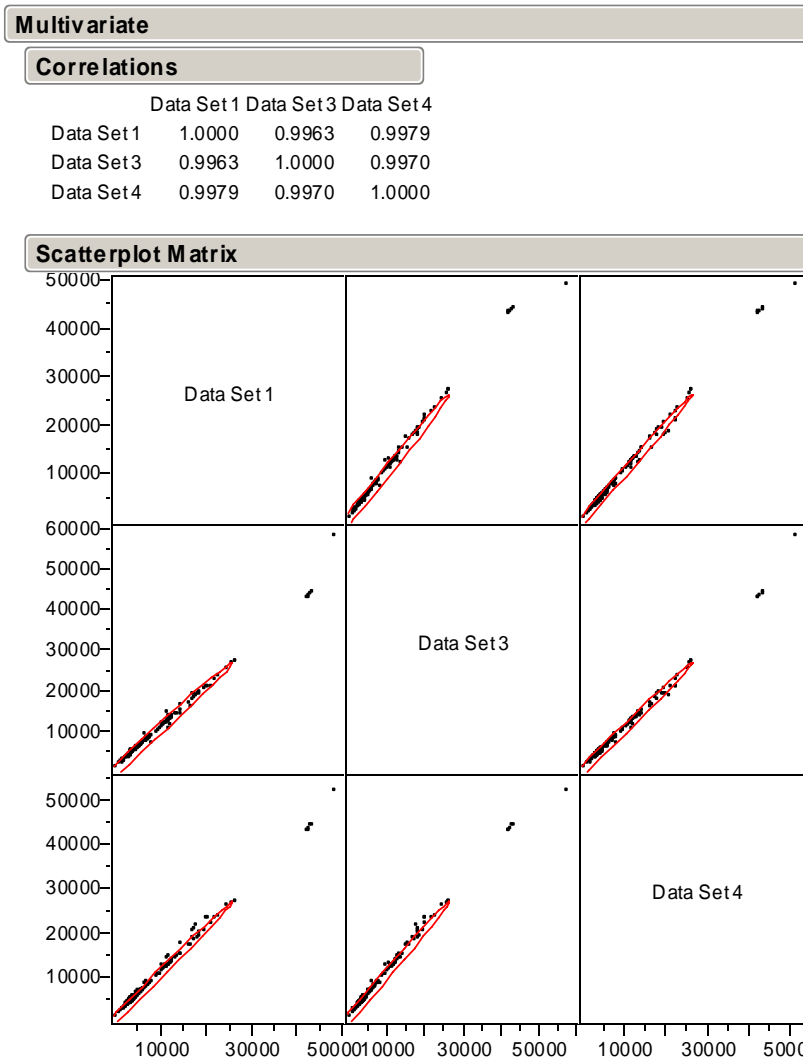 Multivariate
Correlations
Data Set 1 Data Set 3 Data Set 4
Data Set 1 1.0000 0.9963 0.9979
Data Set 3 0.9963 1.0000 0.9970
Data Set 4 0.9979 0.9970 1.0000
Scatterplot Matrix
50000
40000
30000
20000
10000
Data Set 1
60000
50000
40000
30000
20000
10000
Data Set 3
50000
40000
30000
20000
10000
Data Set 4
10000 30000 50000 10000 30000 50000 10000 30000 5000